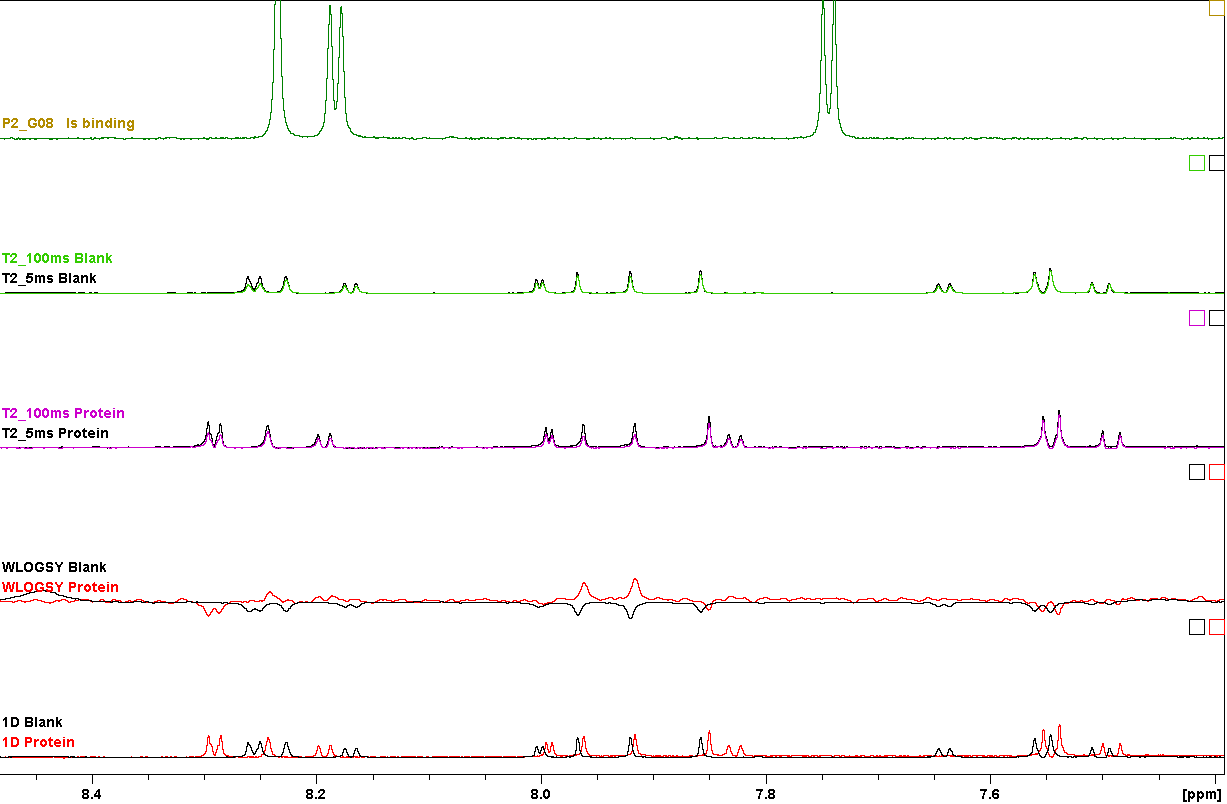 P2_G08 Is binding
T2_100ms Blank
T2_5ms Blank
T2_100ms Protein
T2_5ms Protein
WLOGSY Blank
WLOGSY Protein
1D Blank
1D Protein
8.4 8.2 8.0 7.8 7.6 [ppm]